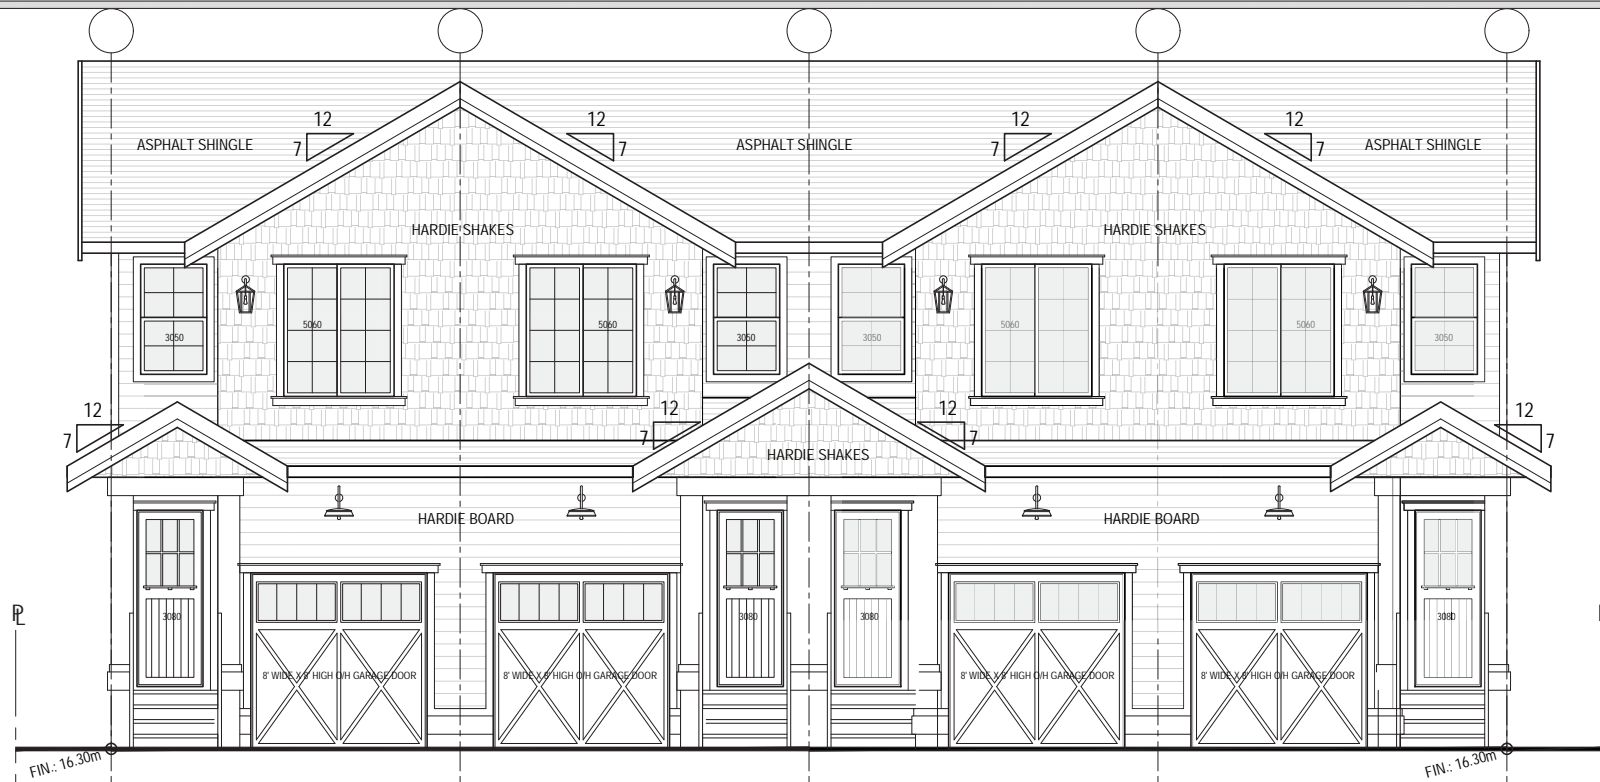 12
12
12
12
7
7
7
7
ASPHALT SHINGLE
ASPHALT SHINGLE
ASPHALT SHINGLE
HARDIE SHAKES
HARDIE SHAKES
5060
5060
5060
5060
3050
3050
3050
3050
12
12
12
12
7
7
7
7
HARDIE SHAKES
HARDIE BOARD
HARDIE BOARD
PL
3080
3080
3080
3080
8' WIDE X 8' HIGH O/H GARAGE DOOR
8' WIDE X 8' HIGH O/H GARAGE DOOR
8' WIDE X 8' HIGH O/H GARAGE DOOR
8' WIDE X 8' HIGH O/H GARAGE DOOR
FIN.: 16.30m
FIN.: 16.30m